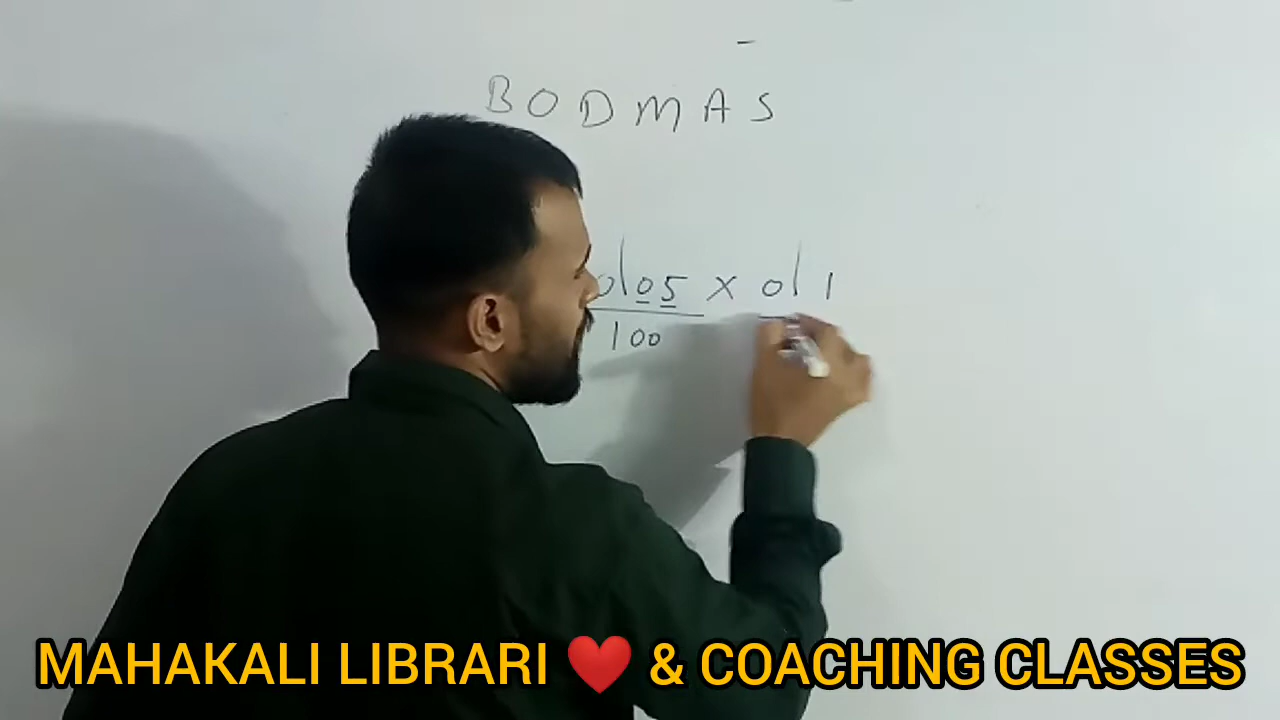 BODMAS
0|05 x 0|1
100
MAHAKALI LIBRARI ❤️ & COACHING CLASSES